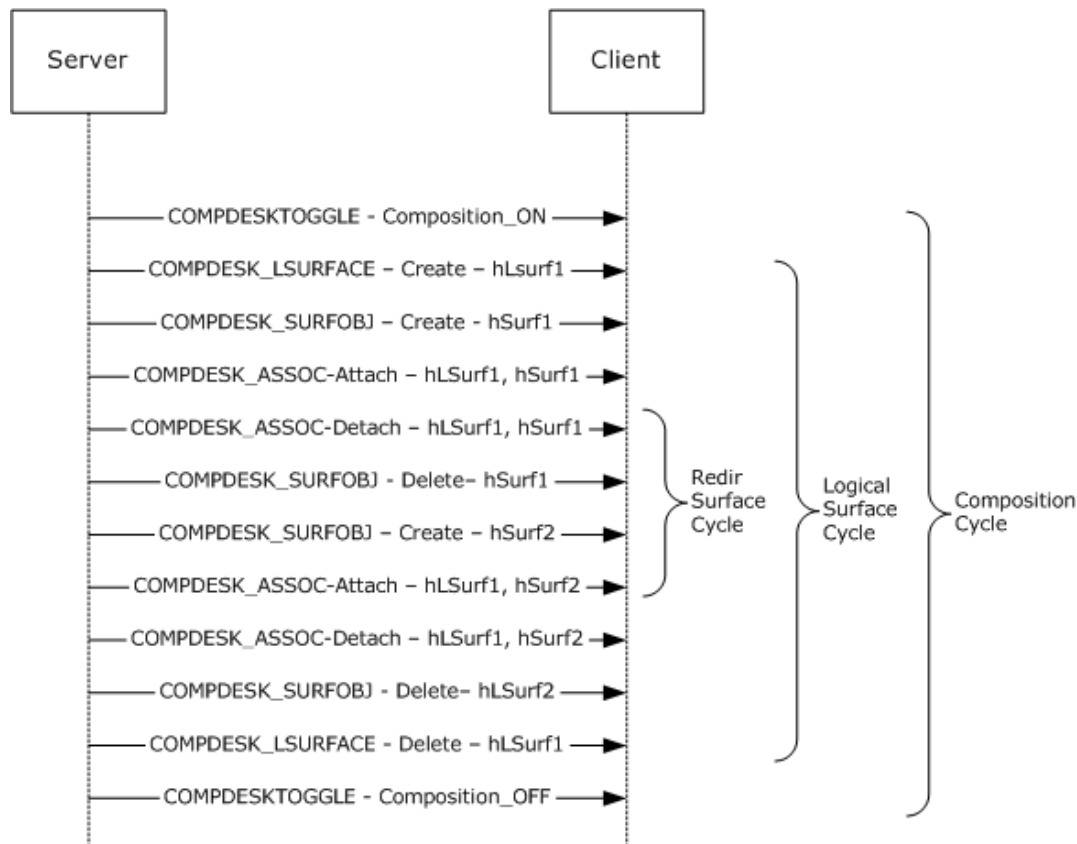 Server
Client
COMPDESKTOGGLE - Composition_ON
COMPDESK_LSURFACE – Create – hLsurf1
COMPDESK_SURFOBJ – Create - hSurf1
COMPDESK_ASSOC-Attach – hLSurf1, hSurf1
COMPDESK_ASSOC-Detach – hLSurf1, hSurf1
COMPDESK_SURFOBJ - Delete– hSurf1
COMPDESK_SURFOBJ – Create – hSurf2
COMPDESK_ASSOC-Attach – hLSurf1, hSurf2
COMPDESK_ASSOC-Detach – hLSurf1, hSurf2
COMPDESK_SURFOBJ - Delete– hLSurf2
COMPDESK_LSURFACE - Delete – hLSurf1
COMPDESKTOGGLE - Composition_OFF
Redir
Surface
Cycle
Logical
Surface
Cycle
Composition
Cycle